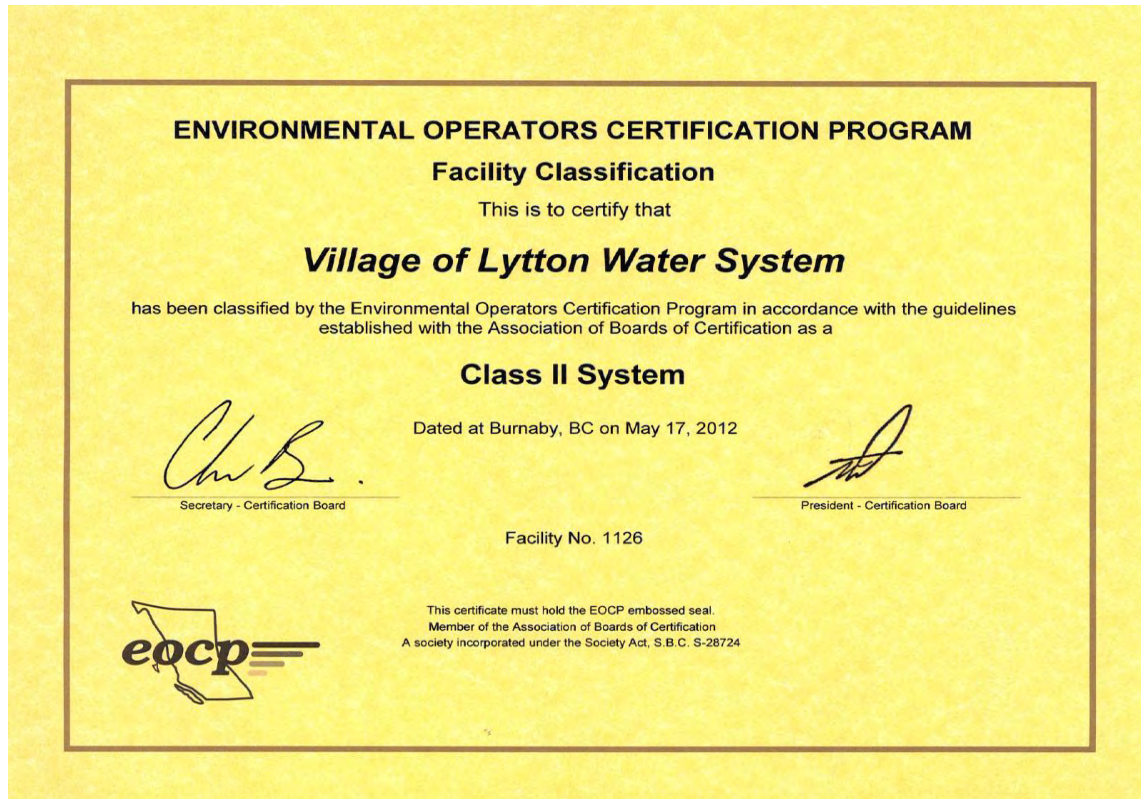 ENVIRONMENTAL OPERATORS CERTIFICATION PROGRAM
Facility Classification
This is to certify that
Village of Lytton Water System
has been classified by the Environmental Operators Certification Program in accordance with the guidelines
established with the Association of Boards of Certification as a
Class II System
Dated at Burnaby, BC on May 17, 2012
Secretary - Certification Board
President - Certification Board
Facility No. 1126
This certificate must hold the EOCP embossed seal.
Member of the Association of Boards of Certification
A society incorporated under the Society Act, S.B.C. S-28724
eocp